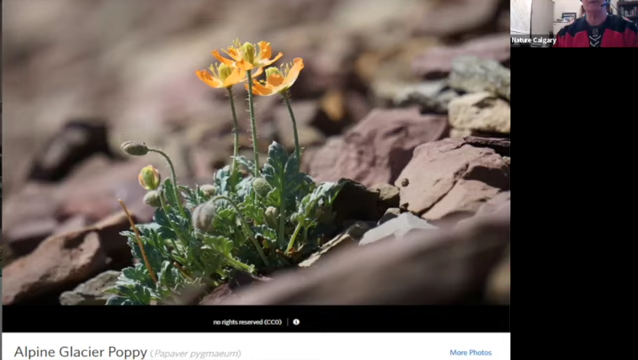 Nature Calgary
no rights reserved (CC0)
Alpine Glacier Poppy (Papaver pygmaeum)
More Photos